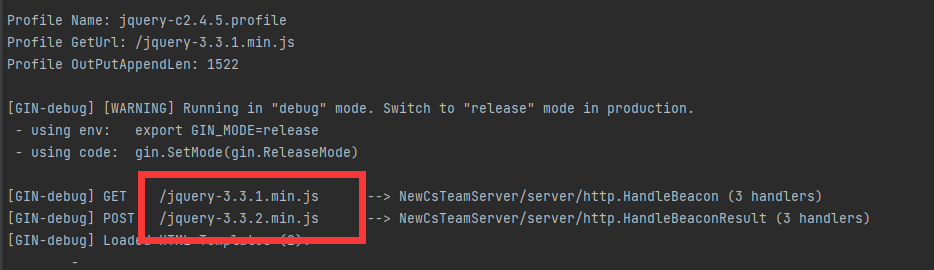 Profile Name: jquery-c2.4.5.profile
Profile GetUrl: /jquery-3.3.1.min.js
Profile OutPutAppendLen: 1522
[GIN-debug] [WARNING] Running in "debug" mode. Switch to "release" mode in production.
- using env: export GIN_MODE=release
- using code: gin.SetMode(gin.ReleaseMode)
[GIN-debug] GET /jquery-3.3.1.min.js --> NewCsTeamServer/server/http.HandleBeacon (3 handlers)
[GIN-debug] POST /jquery-3.3.2.min.js --> NewCsTeamServer/server/http.HandleBeaconResult (3 handlers)
[GIN-debug] Loaded HTML Templates (2):
-